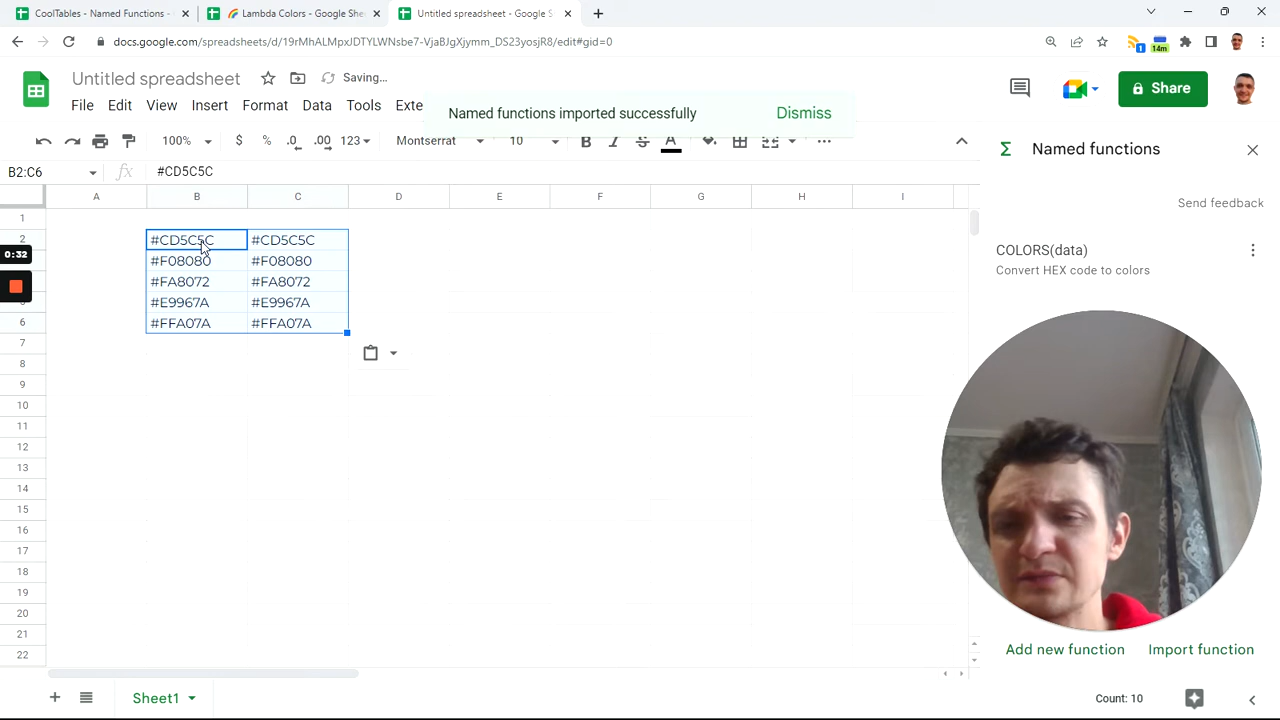 CoolTables - Named Functions -
Lambda Colors - Google She
Untitled spreadsheet - Google S
docs.google.com/spreadsheets/d/19rMhALMpxJDTYLWNsbe7-VjaBJgXjymm_DS23yosjR8/edit#gid=0
1
14m
Untitled spreadsheet
Saving...
Share
File Edit View Insert Format Data Tools Exte
Named functions imported successfully
Dismiss
100% $ % .0 .00 123 Montserrat 10 B I S A
B2:C6
fx
#CD5C5C
Named functions
Send feedback
COLORS(data)
Convert HEX code to colors
A B C D E F G H I
1
2 #CD5C5C #CD5C5C
#F08080 #F08080
#FA8072 #FA8072
5 #E9967A #E9967A
6 #FFA07A #FFA07A
7
8
9
10
11
12
13
14
15
16
17
18
19
20
21
22
0:32
Add new function
Import function
Sheet1
Count: 10